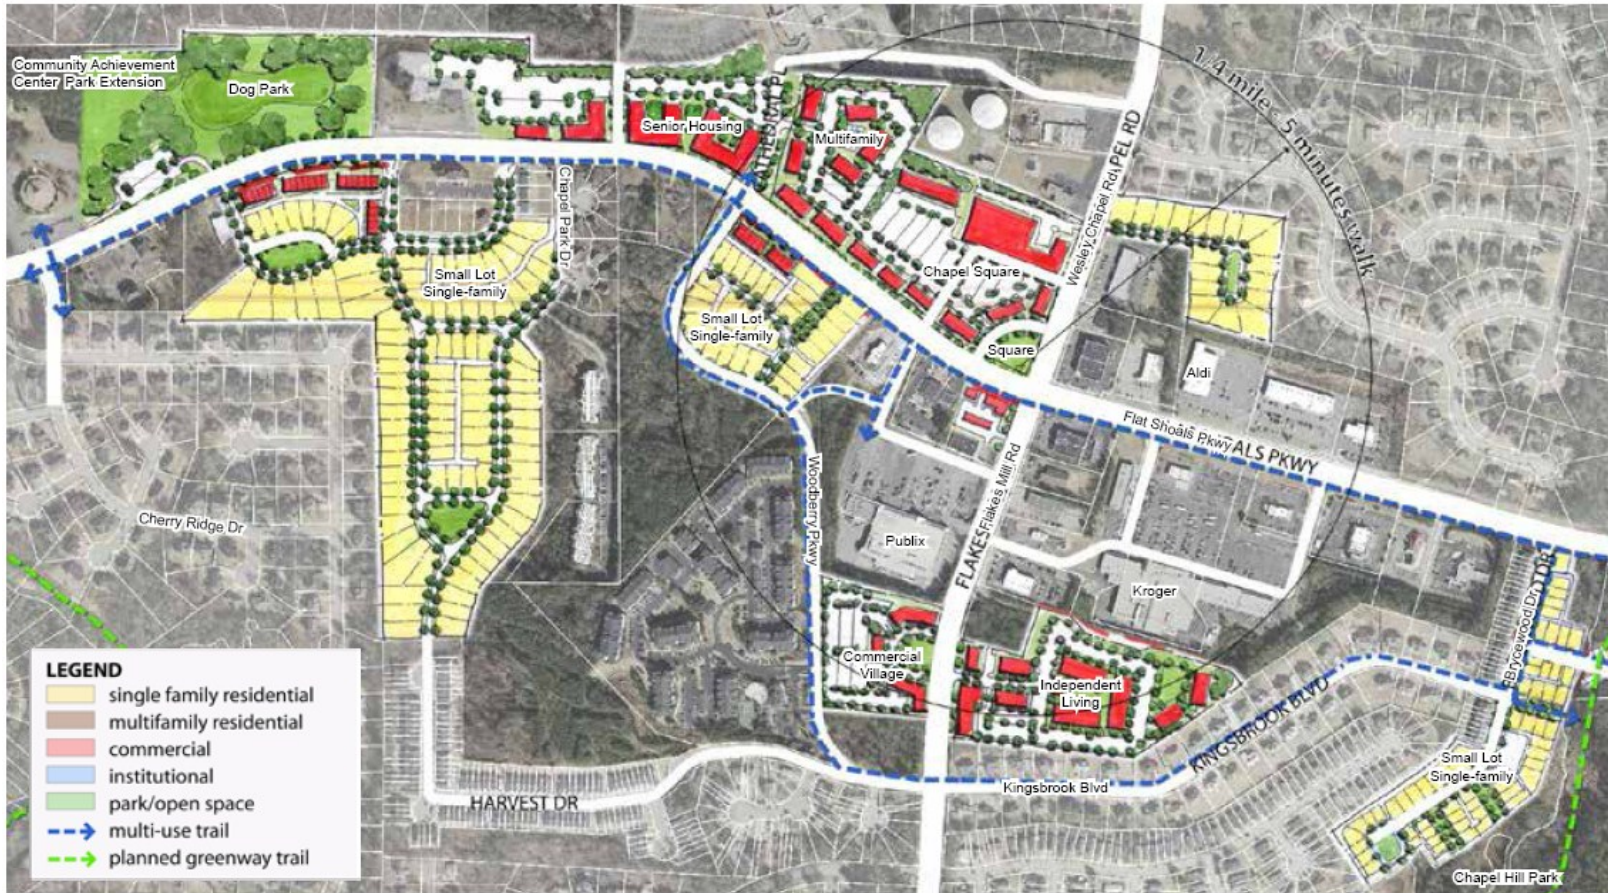 Community Achievement
Center Park Extension
Dog Park
Senior Housing
Multifamily
1/4 mile - 5 minutes walk
PEL RD
Wesley Chapel Rd
Chapel Park Dr
Small Lot
Single-family
Chapel Square
Small Lot
Single-family
Square
Aldi
Flat Shoals Pkwy
ALS PKWY
Flakes Mill Rd
FLAKES
Woodberry Pkwy
Cherry Ridge Dr
Publix
Kroger
Brycewood Dr
D DR
Commercial
Village
Independent
Living
KINGSBROOK BLVD
Kingsbrook Blvd
HARVEST DR
Small Lot
Single-family
Chapel Hill Park
LEGEND
single family residential
multifamily residential
commercial
institutional
park/open space
multi-use trail
planned greenway trail